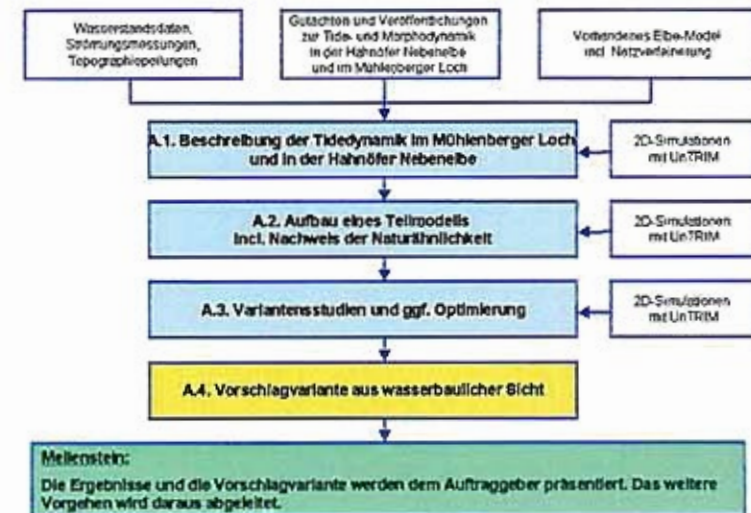 Wasserstandsdaten,
Strömungsmessungen,
Topographiepeilungen
Gutachten und Veröffentlichungen
zur Tide- und Morphodynamik
in der Hahnöfer Nebenelbe
und im Mühlenberger Loch
Vorhandenes Elbe-Model
incl. Netzverfeinerung
A.1. Beschreibung der Tidedynamik im Mühlenberger Loch
und in der Hahnöfer Nebenelbe
2D-Simulationen
mit UnTRIM
A.2. Aufbau eines Teilmodells
incl. Nachweis der Naturähnlichkeit
2D-Simulationen
mit UnTRIM
A.3. Variantensstudien und ggf. Optimierung
2D-Simulationen
mit UnTRIM
A.4. Vorschlagvariante aus wasserbaulicher Sicht
Meilenstein:
Die Ergebnisse und die Vorschlagvariante werden dem Auftraggeber präsentiert. Das weitere
Vorgehen wird daraus abgeleitet.